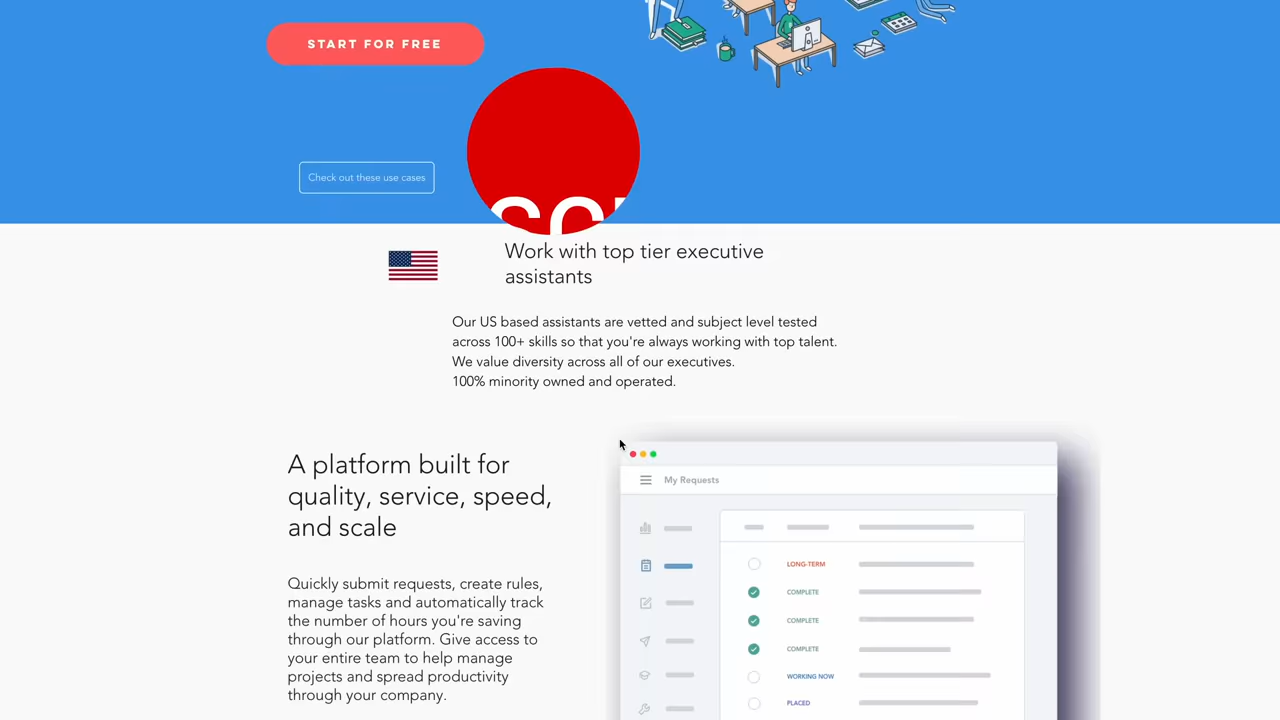 START FOR FREE
Check out these use cases
Work with top tier executive
assistants
Our US based assistants are vetted and subject level tested
across 100+ skills so that you're always working with top talent.
We value diversity across all of our executives.
100% minority owned and operated.
A platform built for
quality, service, speed,
and scale
Quickly submit requests, create rules,
manage tasks and automatically track
the number of hours you're saving
through our platform. Give access to
your entire team to help manage
projects and spread productivity
through your company.
My Requests
LONG-TERM
COMPLETE
COMPLETE
COMPLETE
WORKING NOW
PLACED